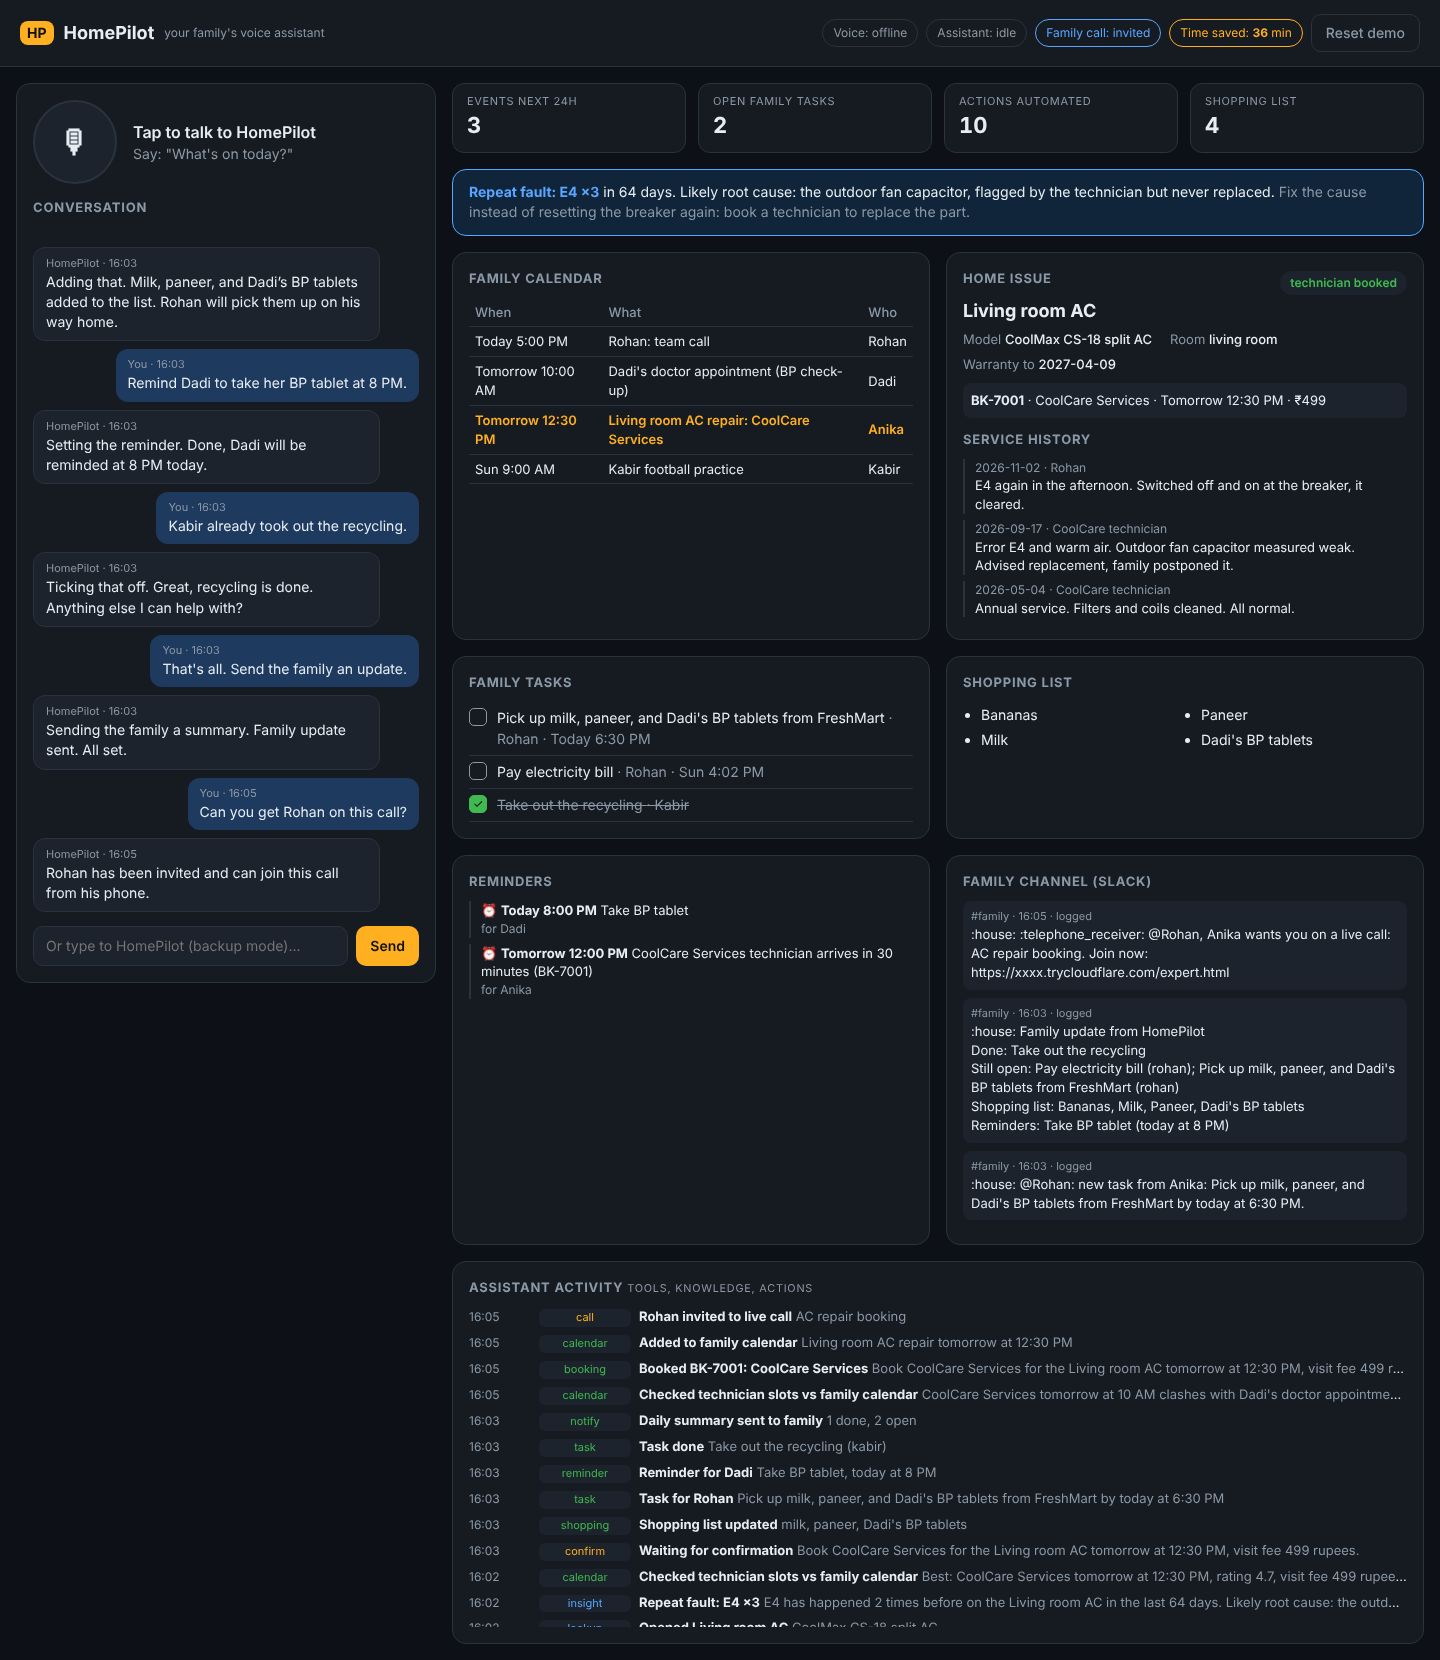 HP HomePilot your family's voice assistant
Voice: offline
Assistant: idle
Family call: invited
Time saved: 36 min
Reset demo
Tap to talk to HomePilot
Say: "What's on today?"
CONVERSATION
HomePilot · 16:03
Adding that. Milk, paneer, and Dadi’s BP tablets
added to the list. Rohan will pick them up on his
way home.
You · 16:03
Remind Dadi to take her BP tablet at 8 PM.
HomePilot · 16:03
Setting the reminder. Done, Dadi will be
reminded at 8 PM today.
You · 16:03
Kabir already took out the recycling.
HomePilot · 16:03
Ticking that off. Great, recycling is done.
Anything else I can help with?
You · 16:03
That's all. Send the family an update.
HomePilot · 16:03
Sending the family a summary. Family update
sent. All set.
You · 16:05
Can you get Rohan on this call?
HomePilot · 16:05
Rohan has been invited and can join this call
from his phone.
Or type to HomePilot (backup mode)...
Send
EVENTS NEXT 24H
3
OPEN FAMILY TASKS
2
ACTIONS AUTOMATED
10
SHOPPING LIST
4
Repeat fault: E4 ×3 in 64 days. Likely root cause: the outdoor fan capacitor, flagged by the technician but never replaced. Fix the cause
instead of resetting the breaker again: book a technician to replace the part.
FAMILY CALENDAR
When What Who
Today 5:00 PM Rohan: team call Rohan
Tomorrow 10:00
AM
Dadi's doctor appointment (BP check-
up)
Dadi
Tomorrow 12:30
PM
Living room AC repair: CoolCare
Services
Anika
Sun 9:00 AM Kabir football practice Kabir
HOME ISSUE
technician booked
Living room AC
Model CoolMax CS-18 split AC Room living room
Warranty to 2027-04-09
BK-7001 · CoolCare Services · Tomorrow 12:30 PM · ₹499
SERVICE HISTORY
2026-11-02 · Rohan
E4 again in the afternoon. Switched off and on at the breaker, it
cleared.
2026-09-17 · CoolCare technician
Error E4 and warm air. Outdoor fan capacitor measured weak.
Advised replacement, family postponed it.
2026-05-04 · CoolCare technician
Annual service. Filters and coils cleaned. All normal.
FAMILY TASKS
Pick up milk, paneer, and Dadi's BP tablets from FreshMart ·
Rohan · Today 6:30 PM
Pay electricity bill · Rohan · Sun 4:02 PM
Take out the recycling · Kabir
SHOPPING LIST
• Bananas
• Milk
• Paneer
• Dadi's BP tablets
REMINDERS
⏰ Today 8:00 PM Take BP tablet
for Dadi
⏰ Tomorrow 12:00 PM CoolCare Services technician arrives in 30
minutes (BK-7001)
for Anika
FAMILY CHANNEL (SLACK)
#family · 16:05 · logged
:house: :telephone_receiver: @Rohan, Anika wants you on a live call:
AC repair booking. Join now:
https://xxxx.trycloudflare.com/expert.html
#family · 16:03 · logged
:house: Family update from HomePilot
Done: Take out the recycling
Still open: Pay electricity bill (rohan); Pick up milk, paneer, and Dadi's
BP tablets from FreshMart (rohan)
Shopping list: Bananas, Milk, Paneer, Dadi's BP tablets
Reminders: Take BP tablet (today at 8 PM)
#family · 16:03 · logged
:house: @Rohan: new task from Anika: Pick up milk, paneer, and
Dadi's BP tablets from FreshMart by today at 6:30 PM.
ASSISTANT ACTIVITY TOOLS, KNOWLEDGE, ACTIONS
16:05 call Rohan invited to live call AC repair booking
16:05 calendar Added to family calendar Living room AC repair tomorrow at 12:30 PM
16:05 booking Booked BK-7001: CoolCare Services Book CoolCare Services for the Living room AC tomorrow at 12:30 PM, visit fee 499 r...
16:05 calendar Checked technician slots vs family calendar CoolCare Services tomorrow at 10 AM clashes with Dadi's doctor appointme...
16:03 notify Daily summary sent to family 1 done, 2 open
16:03 task Task done Take out the recycling (kabir)
16:03 reminder Reminder for Dadi Take BP tablet, today at 8 PM
16:03 task Task for Rohan Pick up milk, paneer, and Dadi's BP tablets from FreshMart by today at 6:30 PM
16:03 shopping Shopping list updated milk, paneer, Dadi's BP tablets
16:03 confirm Waiting for confirmation Book CoolCare Services for the Living room AC tomorrow at 12:30 PM, visit fee 499 rupees.
16:02 calendar Checked technician slots vs family calendar Best: CoolCare Services tomorrow at 12:30 PM, rating 4.7, visit fee 499 rupee...
16:02 insight Repeat fault: E4 ×3 E4 has happened 2 times before on the Living room AC in the last 64 days. Likely root cause: the outd...
16:02 lookup Opened Living room AC CoolMax CS-18 split AC